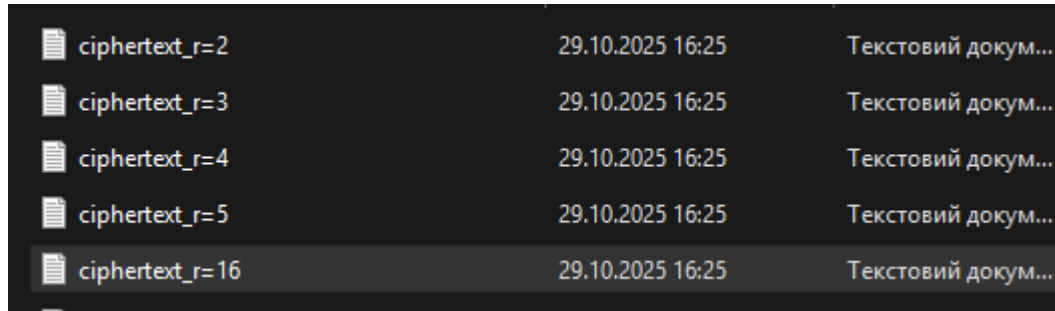 ciphertext_r=2 29.10.2025 16:25 Текстовий докум...
ciphertext_r=3 29.10.2025 16:25 Текстовий докум...
ciphertext_r=4 29.10.2025 16:25 Текстовий докум...
ciphertext_r=5 29.10.2025 16:25 Текстовий докум...
ciphertext_r=16 29.10.2025 16:25 Текстовий докум...